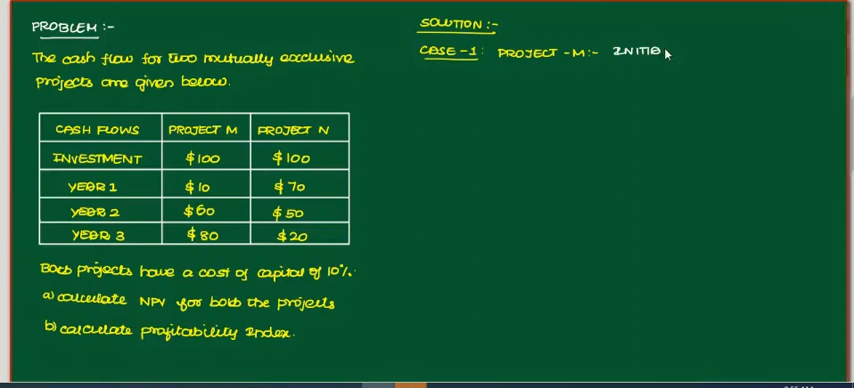 PROBLEM :-
The cash flow for two mutually exclusive
projects are given below.
CASH FLOWS PROJECT M PROJECT N
INVESTMENT $100 $100
YEAR 1 $10 $70
YEAR 2 $60 $50
YEAR 3 $80 $20
Both projects have a cost of capital of 10%.
a) calculate NPV for both the projects
b) calculate profitability Index.
SOLUTION :-
CASE -1 : PROJECT -M:- INITIA